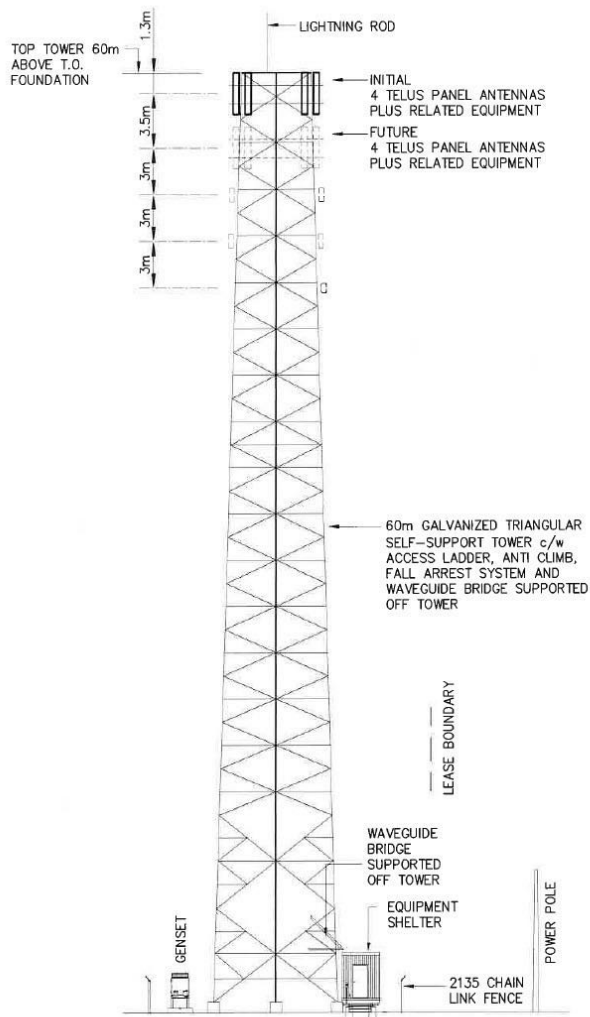 LIGHTNING ROD
TOP TOWER 60m
ABOVE T.O.
FOUNDATION
1.3m
INITIAL
4 TELUS PANEL ANTENNAS
PLUS RELATED EQUIPMENT
3.5m
FUTURE
4 TELUS PANEL ANTENNAS
PLUS RELATED EQUIPMENT
3m
3m
3m
60m GALVANIZED TRIANGULAR
SELF-SUPPORT TOWER c/w
ACCESS LADDER, ANTI CLIMB,
FALL ARREST SYSTEM AND
WAVEGUIDE BRIDGE SUPPORTED
OFF TOWER
LEASE BOUNDARY
WAVEGUIDE
BRIDGE
SUPPORTED
OFF TOWER
EQUIPMENT
SHELTER
POWER POLE
GENSET
2135 CHAIN
LINK FENCE